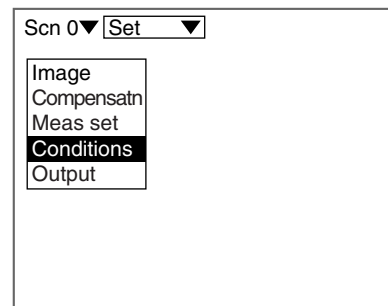 Scn 0▼ Set ▼
Image
Compensatn
Meas set
Conditions
Output